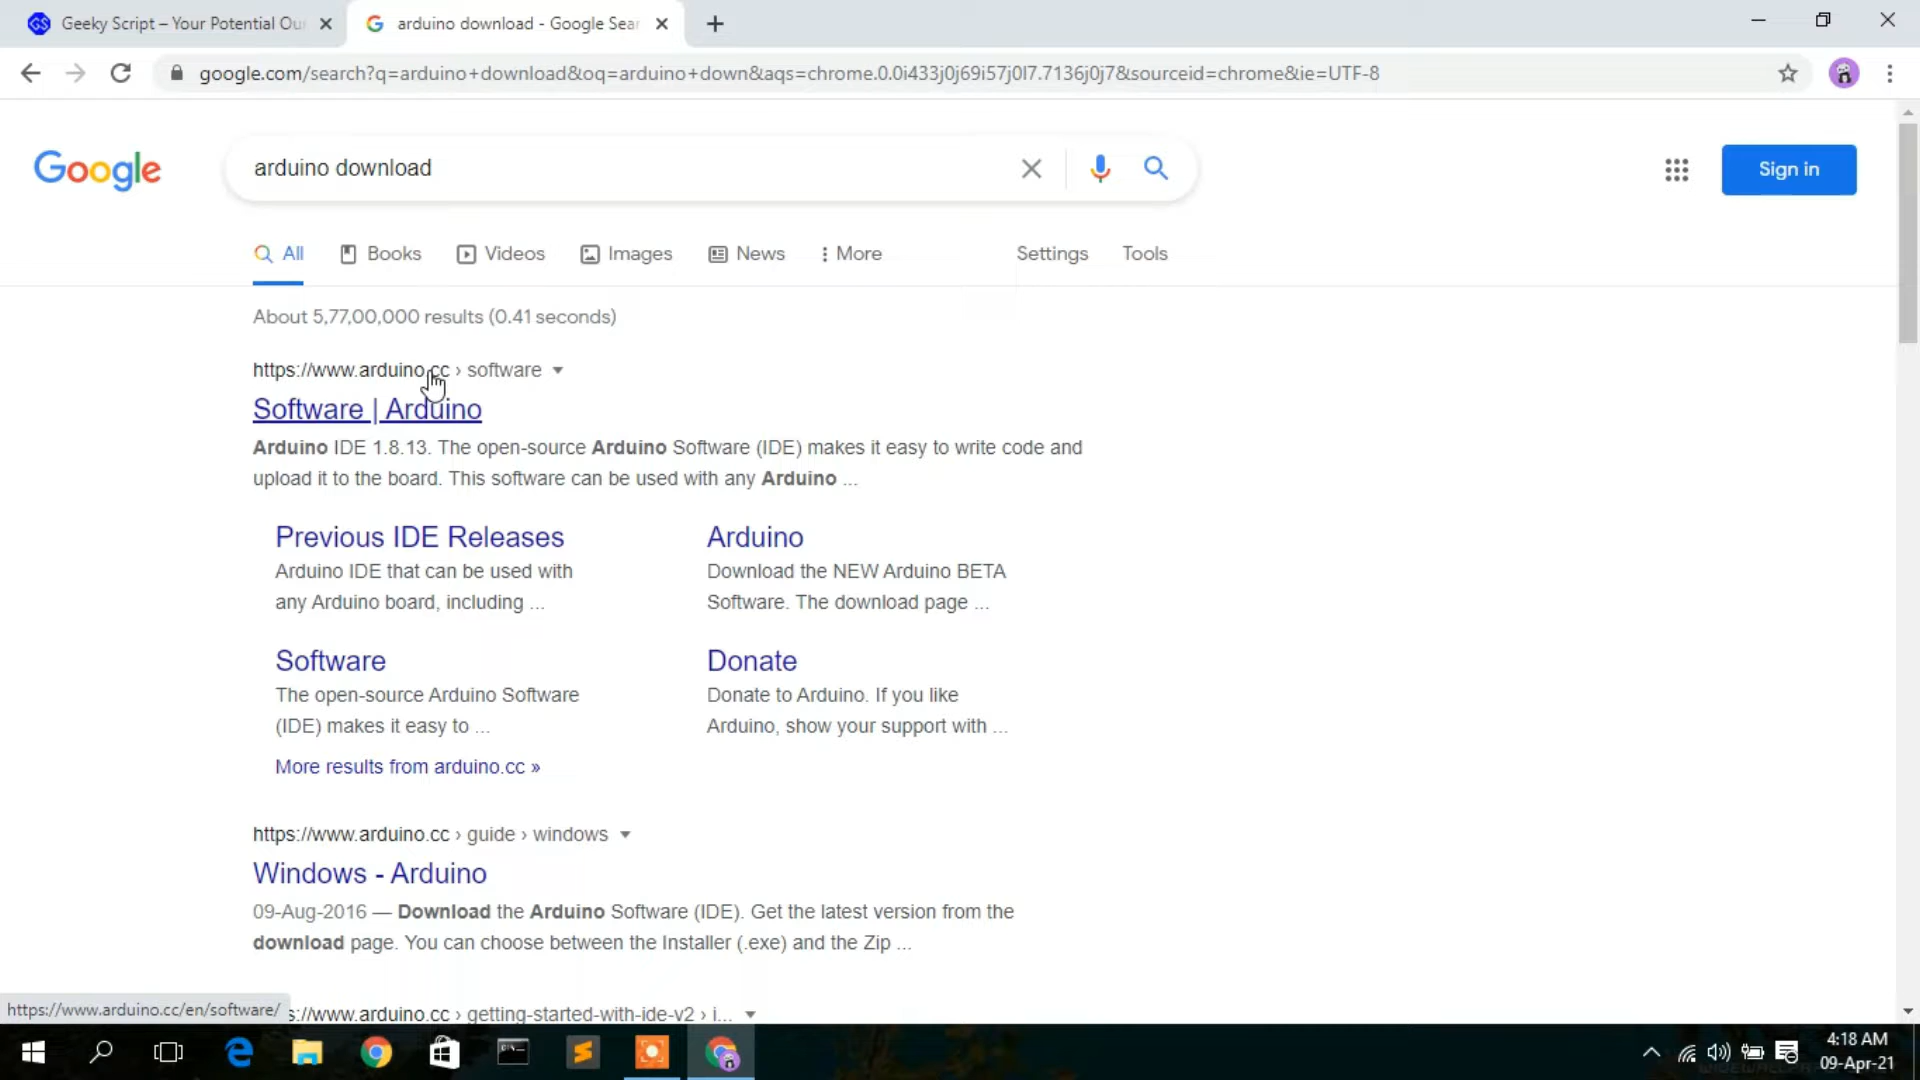 Geeky Script – Your Potential Our
arduino download - Google Sear
google.com/search?q=arduino+download&oq=arduino+down&aqs=chrome.0.0i433j0j69i57j0l7.7136j0j7&sourceid=chrome&ie=UTF-8
Google
arduino download
Sign in
All
Books
Videos
Images
News
More
Settings
Tools
About 5,77,00,000 results (0.41 seconds)
https://www.arduino.cc › software
Software | Arduino
Arduino IDE 1.8.13. The open-source Arduino Software (IDE) makes it easy to write code and
upload it to the board. This software can be used with any Arduino ...
Previous IDE Releases
Arduino IDE that can be used with
any Arduino board, including ...
Arduino
Download the NEW Arduino BETA
Software. The download page ...
Software
The open-source Arduino Software
(IDE) makes it easy to ...
Donate
Donate to Arduino. If you like
Arduino, show your support with ...
More results from arduino.cc »
https://www.arduino.cc › guide › windows
Windows - Arduino
09-Aug-2016 — Download the Arduino Software (IDE). Get the latest version from the
download page. You can choose between the Installer (.exe) and the Zip ...
https://www.arduino.cc/en/software/
s://www.arduino.cc › getting-started-with-ide-v2 › i...
4:18 AM
09-Apr-21